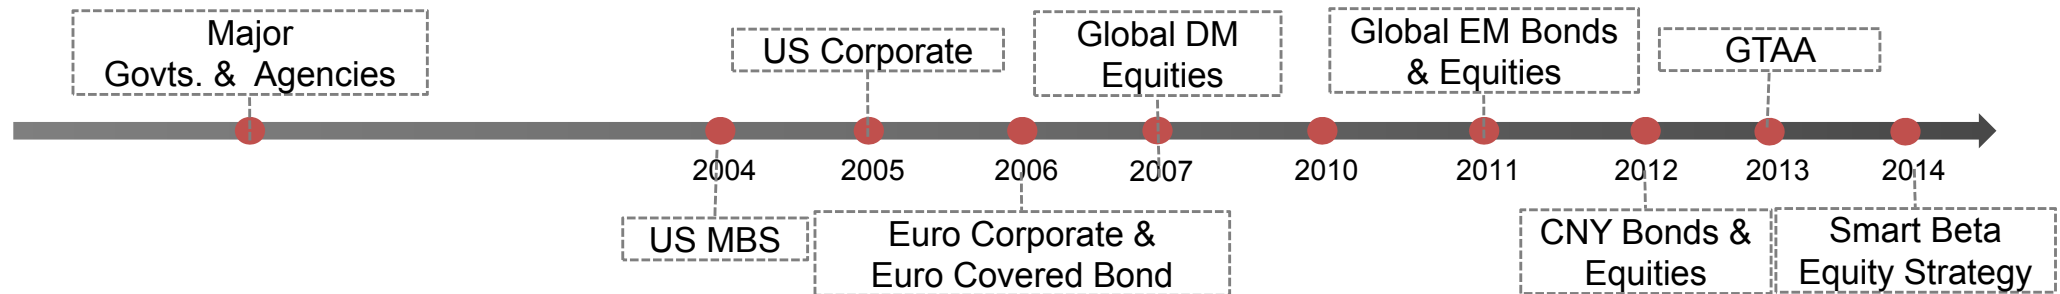 Major
Govts. & Agencies
US Corporate
Global DM
Equities
Global EM Bonds
& Equities
GTAA
2004
2005
2006
2007
2010
2011
2012
2013
2014
US MBS
Euro Corporate &
Euro Covered Bond
CNY Bonds &
Equities
Smart Beta
Equity Strategy